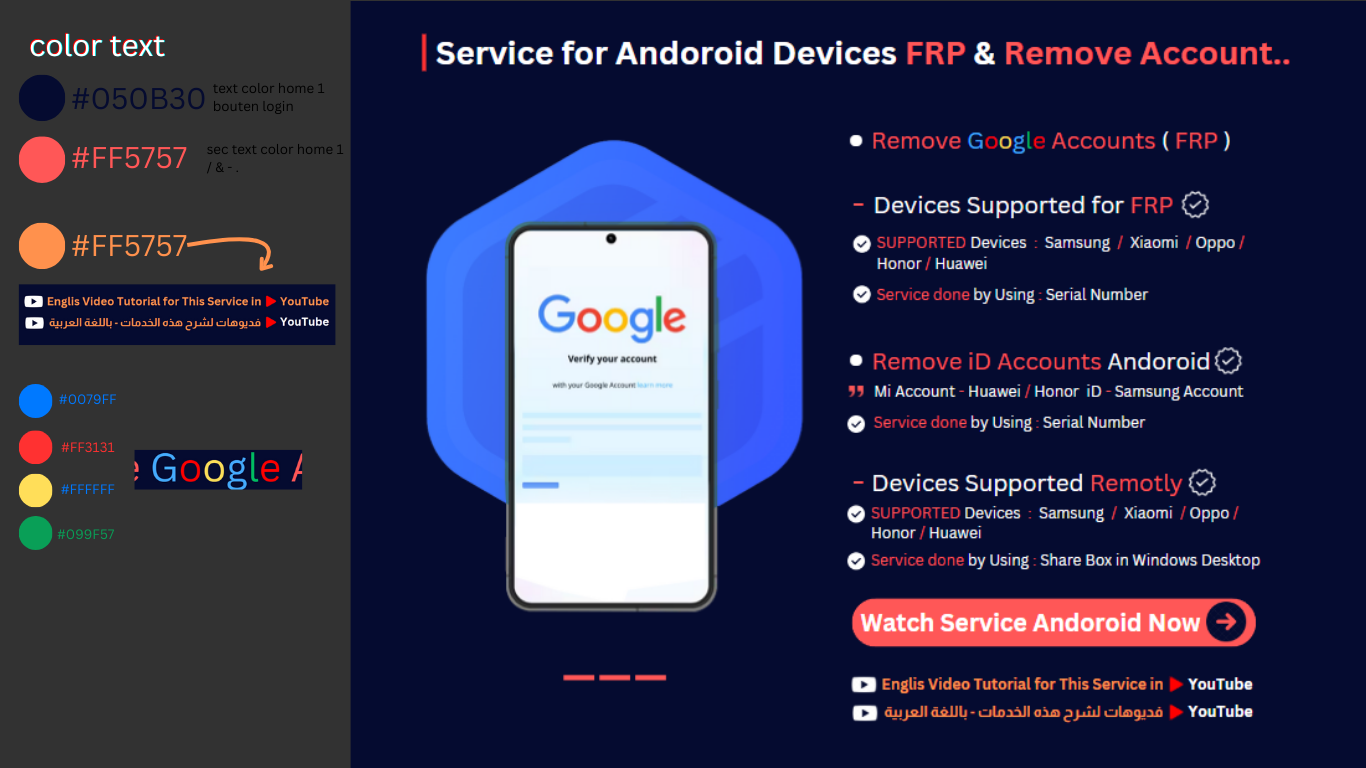 color text
#050B30
text color home 1
bouten login
#FF5757
sec text color home 1
/ & - .
#FF5757
Englis Video Tutorial for This Service in YouTube
فديوهات لشرح هذه الخدمات - باللغة العربية YouTube
#0079FF
#FF3131
#FFFFFF
#099F57
e Google A
Service for Andoroid Devices FRP & Remove Account..
Google
Verify your account
with your Google Account learn more
Remove Google Accounts ( FRP )
- Devices Supported for FRP
SUPPORTED Devices : Samsung / Xiaomi / Oppo /
Honor / Huawei
Service done by Using : Serial Number
Remove iD Accounts Andoroid
Mi Account - Huawei / Honor iD - Samsung Account
Service done by Using : Serial Number
- Devices Supported Remotly
SUPPORTED Devices : Samsung / Xiaomi / Oppo /
Honor / Huawei
Service done by Using : Share Box in Windows Desktop
Watch Service Andoroid Now
Englis Video Tutorial for This Service in YouTube
فديوهات لشرح هذه الخدمات - باللغة العربية YouTube